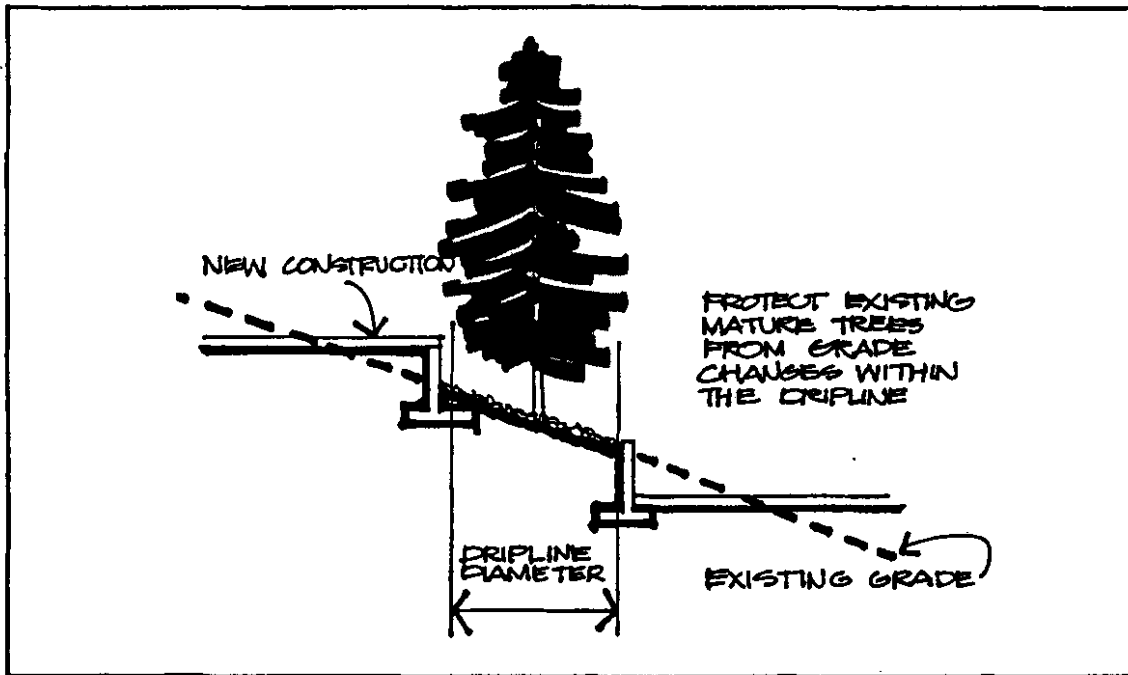 NEW CONSTRUCTION
PROTECT EXISTING
MATURE TREES
FROM GRADE
CHANGES WITHIN
THE DRIPLINE
DRIPLINE
DIAMETER
EXISTING GRADE